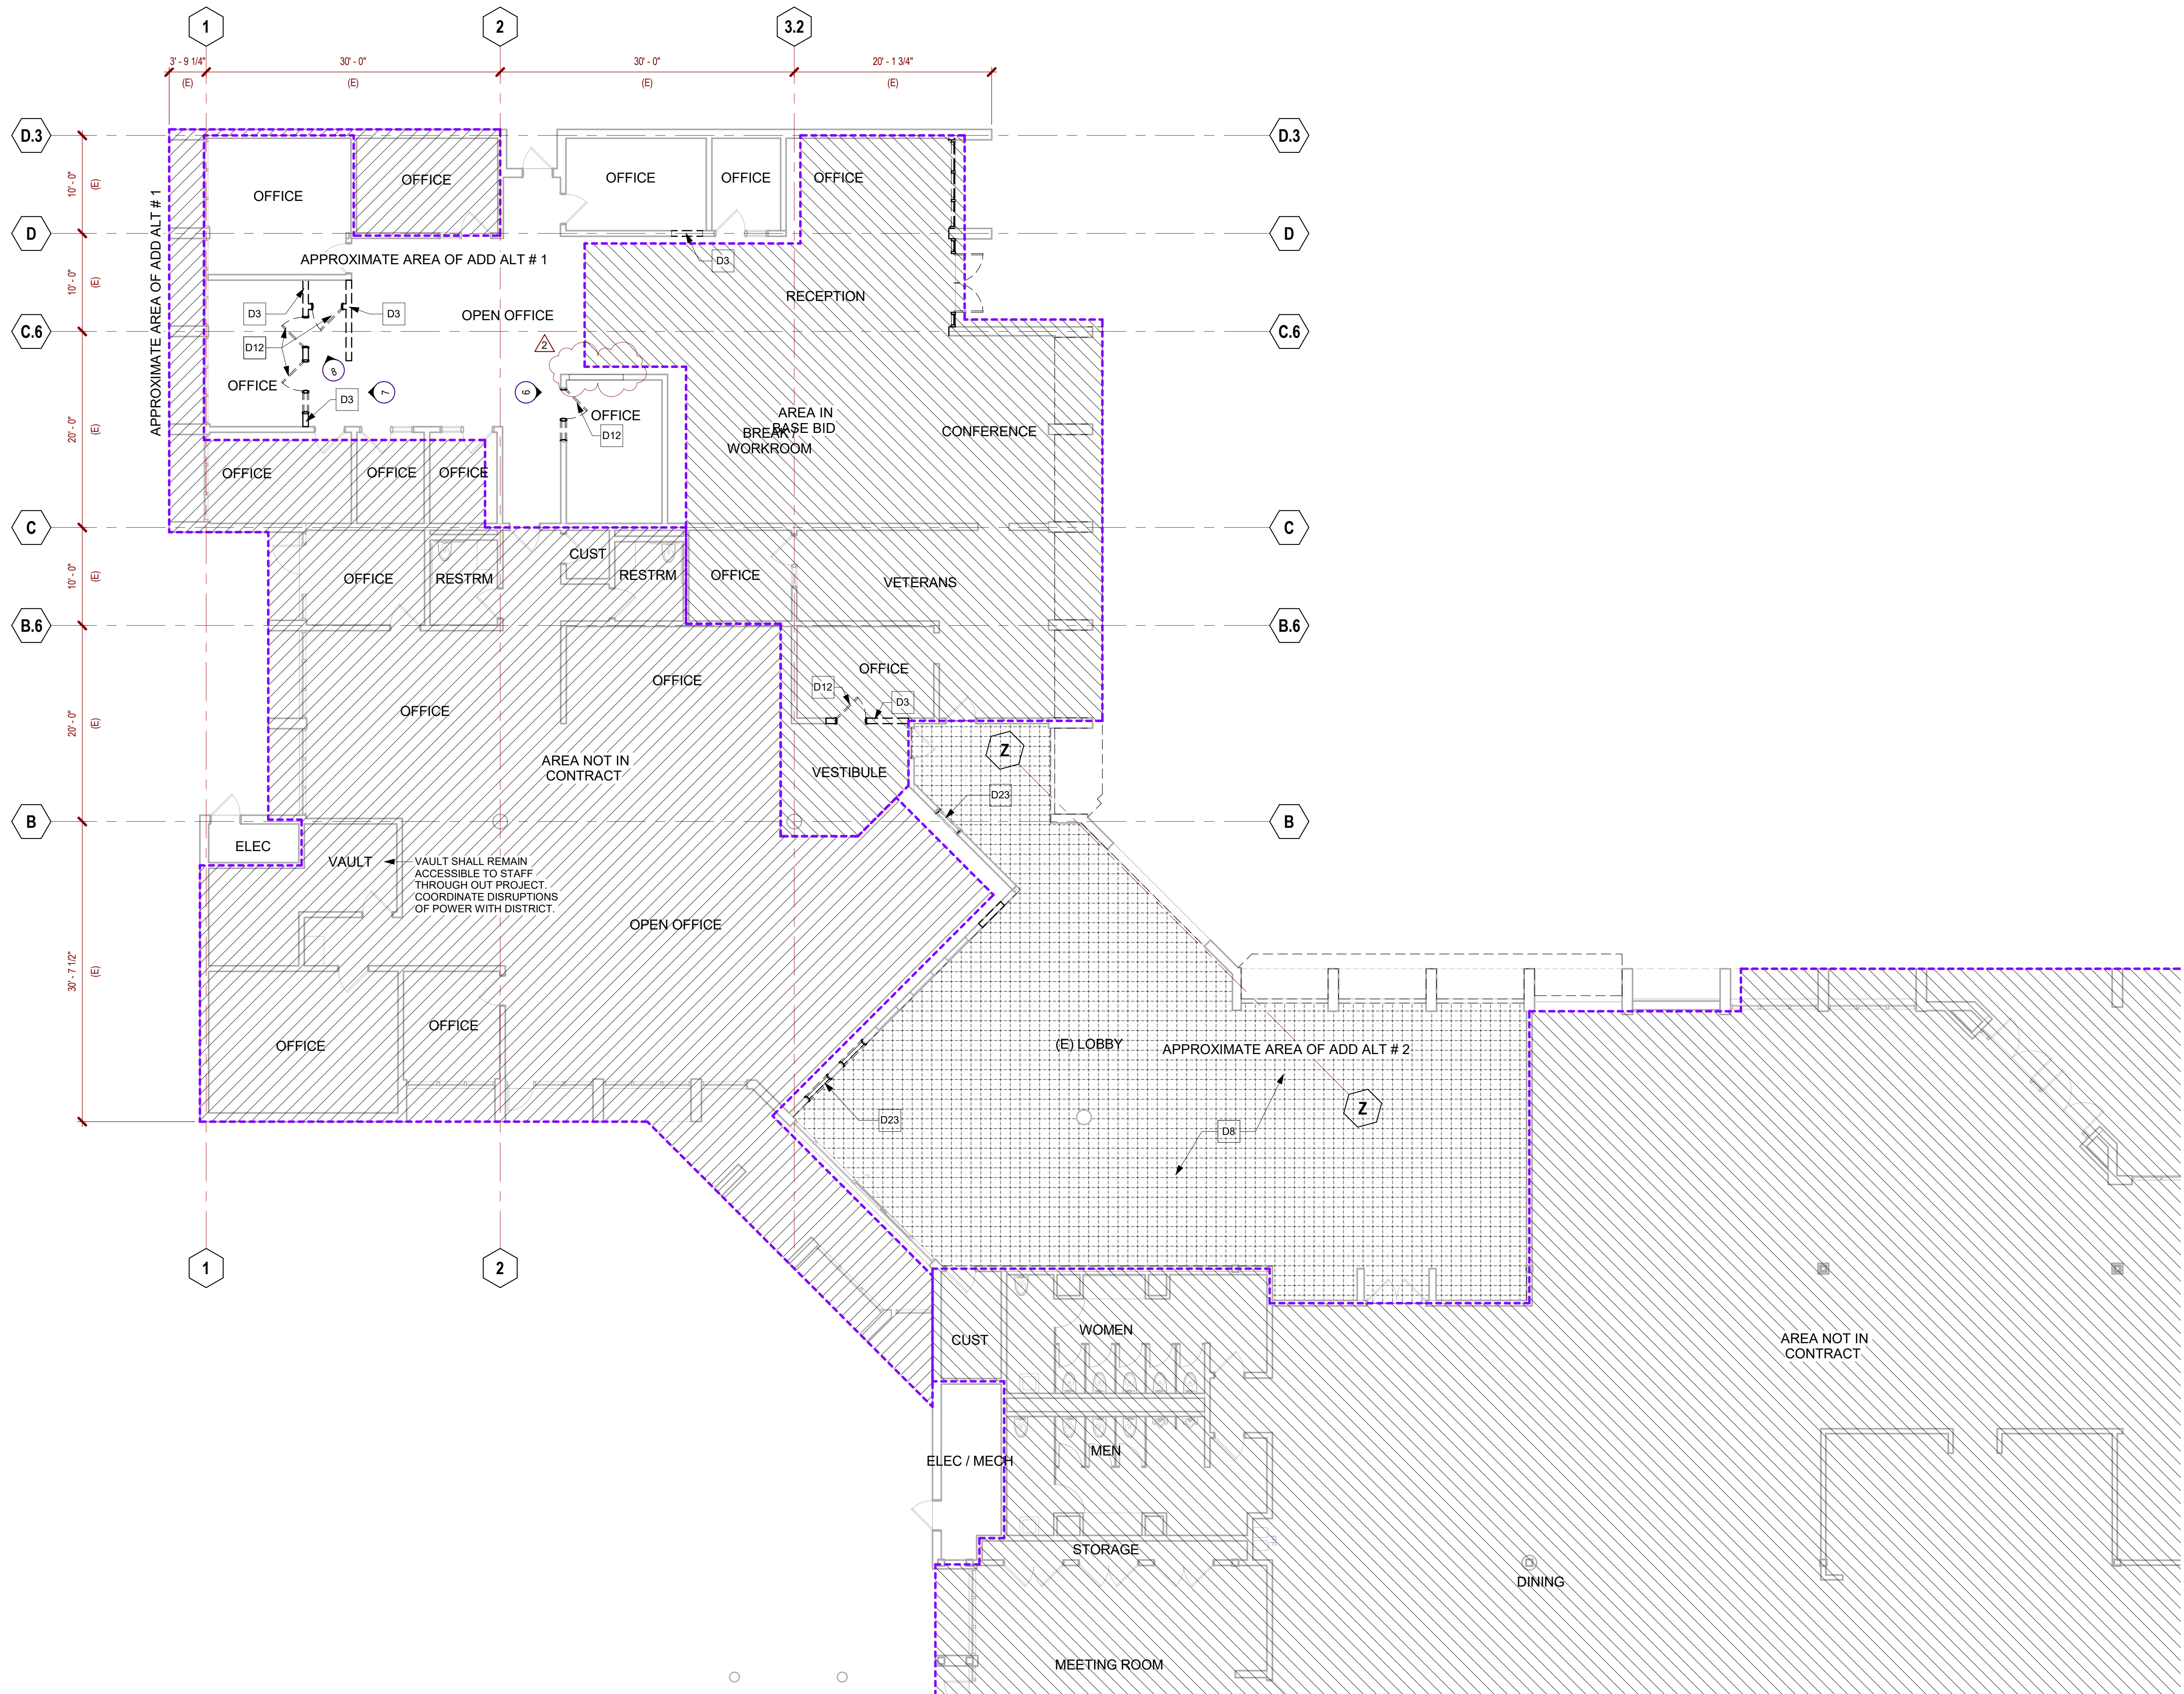 1
2
3.2
3' - 9 1/4"
30' - 0"
30' - 0"
20' - 1 3/4"
(E)
(E)
(E)
(E)
D.3
D.3
10' - 0"
(E)
OFFICE
OFFICE
OFFICE
OFFICE
OFFICE
APPROXIMATE AREA OF ADD ALT # 1
D
D
D3
APPROXIMATE AREA OF ADD ALT # 1
10' - 0"
(E)
RECEPTION
D3
D3
OPEN OFFICE
C.6
C.6
D12
2
8
OFFICE
7
6
D3
OFFICE
D12
AREA IN
BASE BID
BREAK /
WORKROOM
CONFERENCE
20' - 0"
(E)
OFFICE
OFFICE
OFFICE
C
C
CUST
10' - 0"
(E)
OFFICE
RESTRM
RESTRM
OFFICE
VETERANS
B.6
B.6
OFFICE
OFFICE
D12
D3
OFFICE
20' - 0"
(E)
Z
AREA NOT IN
CONTRACT
VESTIBULE
D23
B
B
ELEC
VAULT
VAULT SHALL REMAIN
ACCESSIBLE TO STAFF
THROUGH OUT PROJECT.
COORDINATE DISRUPTIONS
OF POWER WITH DISTRICT.
OPEN OFFICE
30' - 7 1/2"
(E)
OFFICE
OFFICE
(E) LOBBY
APPROXIMATE AREA OF ADD ALT # 2
Z
D23
D8
1
2
CUST
WOMEN
AREA NOT IN
CONTRACT
MEN
ELEC / MECH
STORAGE
DINING
MEETING ROOM